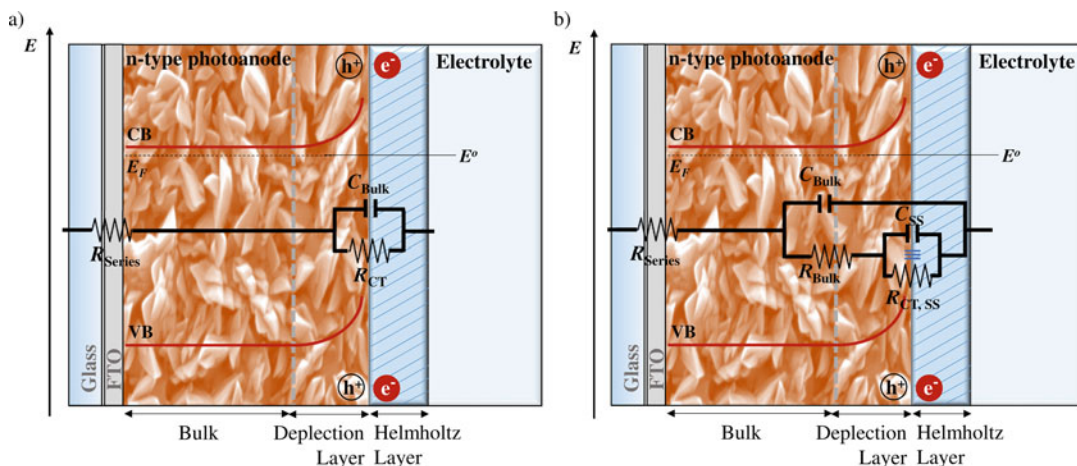 a)
E
n-type photoanode
h+
e-
Electrolyte
CB
EF
Eo
CBulk
RSeries
RCT
VB
Glass
FTO
h+
e-
Bulk
Deplection
Layer
Helmholtz
Layer
b)
E
n-type photoanode
h+
e-
Electrolyte
CB
EF
Eo
CBulk
CSS
RSeries
RBulk
RCT, SS
VB
Glass
FTO
h+
e-
Bulk
Deplection
Layer
Helmholtz
Layer